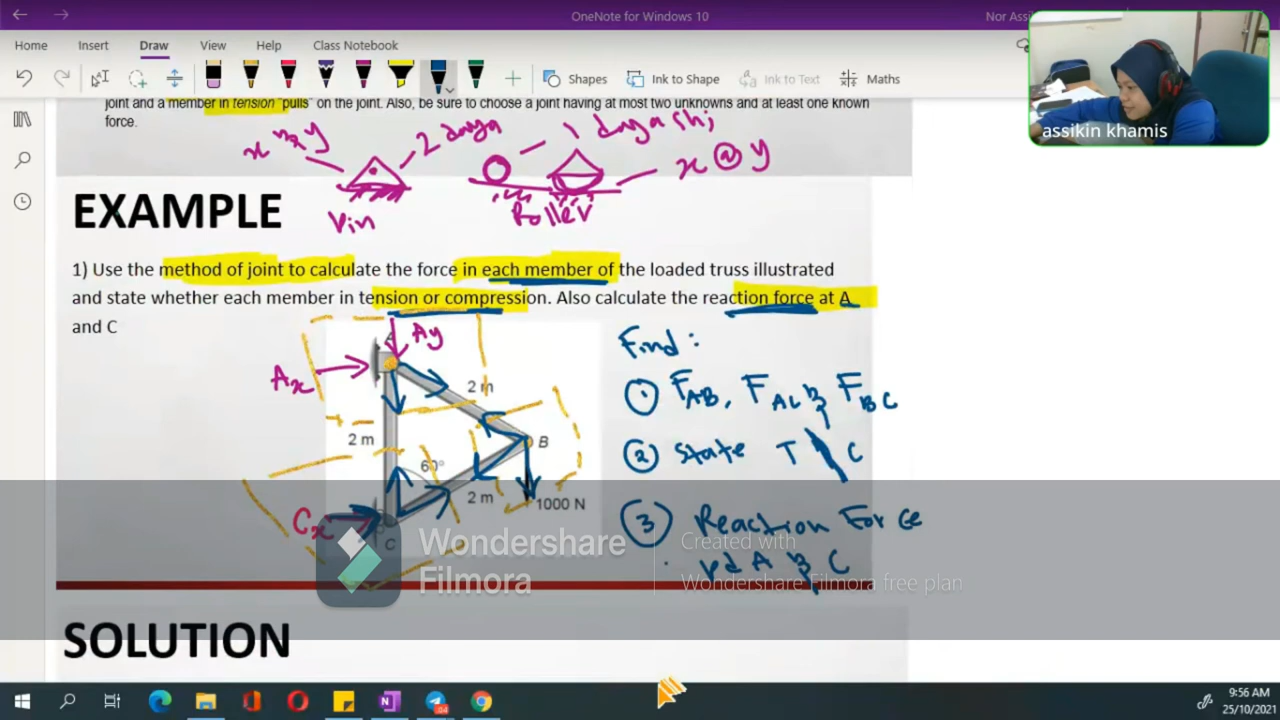 OneNote for Windows 10
Nor Assi
Home Insert Draw View Help Class Notebook
Shapes Ink to Shape Ink to Text Maths
assikin khamis
joint and a member in tension "pulls" on the joint. Also, be sure to choose a joint having at most two unknowns and at least one known
force.
x & y 2 daya 1 daya shj x @ y
Pin Roller
EXAMPLE
1) Use the method of joint to calculate the force in each member of the loaded truss illustrated
and state whether each member in tension or compression. Also calculate the reaction force at A
and C
Ay
Ax
2 m
2 m
B
60°
2 m
1000 N
Cx
C
Find :
① FAB, FAC & FBC
② State T / C
③ Reaction Force
pd A & C
Wondershare
Filmora
Created with
Wondershare Filmora free plan
SOLUTION
04
9:56 AM
25/10/2021